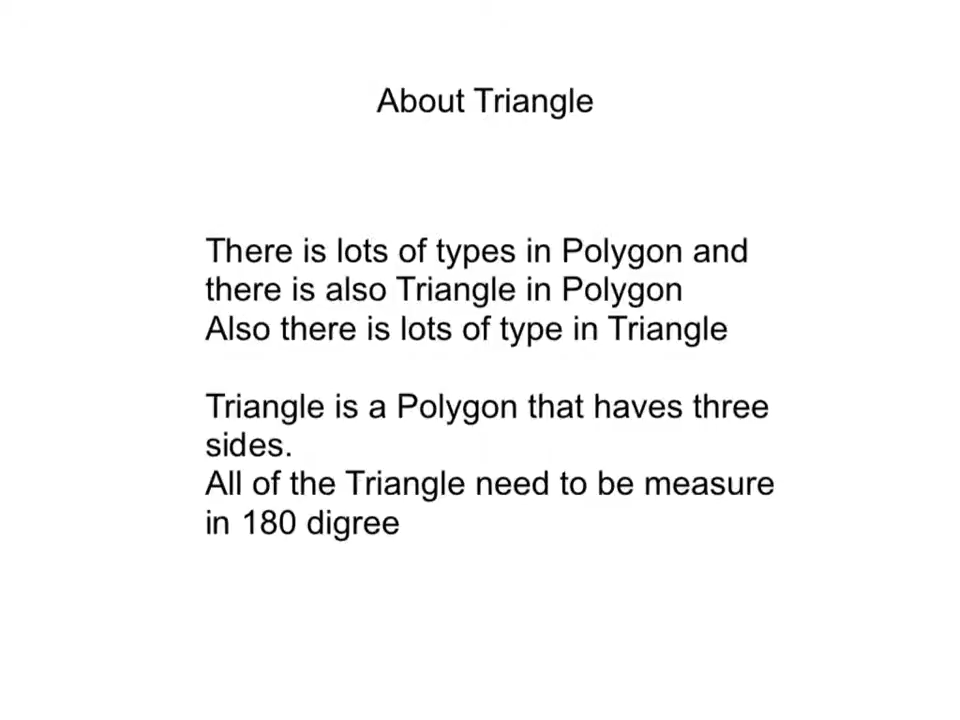 About Triangle
There is lots of types in Polygon and
there is also Triangle in Polygon
Also there is lots of type in Triangle
Triangle is a Polygon that haves three
sides.
All of the Triangle need to be measure
in 180 digree